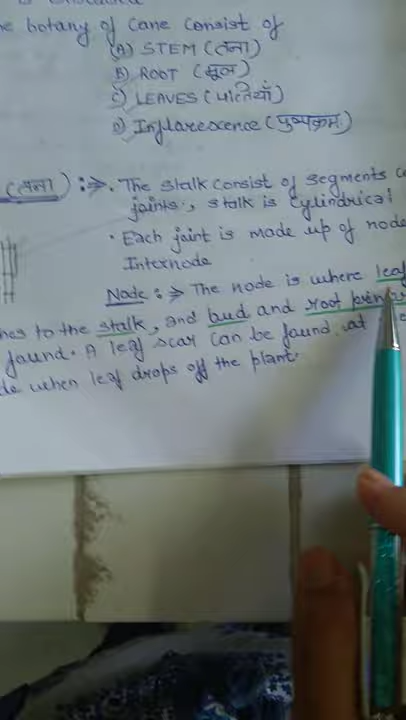 botany of Cane consist of
(A) STEM (तना)
B) ROOT (मूल)
C) LEAVES (पत्तियाँ)
D) Inflorescence (पुष्पक्रम)
(तना) :⇒ • The stalk consist of segments
joints, stalk is cylindrical
• Each joint is made up of node
Internode
Node :⇒ The node is where leaf
to the stalk, and bud and root
found. A leaf scar can be found at
when leaf drops off the plant.